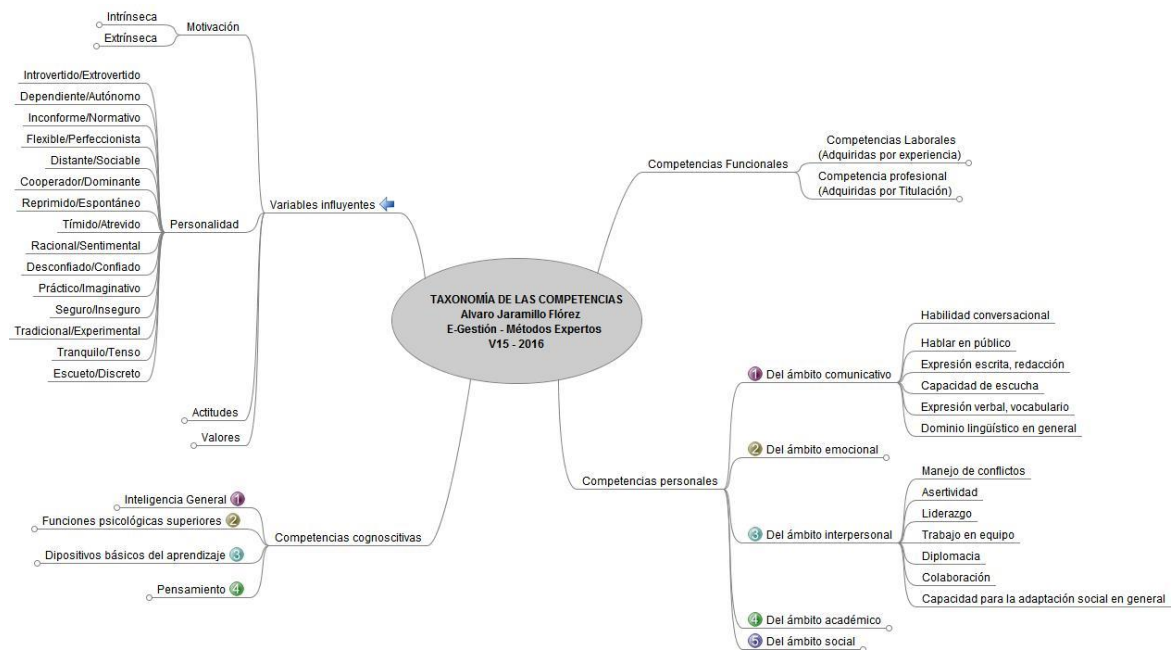 TAXONOMÍA DE LAS COMPETENCIAS
Alvaro Jaramillo Flórez
E-Gestión - Métodos Expertos
V15 - 2016
Variables influyentes
Motivación
Intrínseca
Extrínseca
Personalidad
Introvertido/Extrovertido
Dependiente/Autónomo
Inconforme/Normativo
Flexible/Perfeccionista
Distante/Sociable
Cooperador/Dominante
Reprimido/Espontáneo
Tímido/Atrevido
Racional/Sentimental
Desconfiado/Confiado
Práctico/Imaginativo
Seguro/Inseguro
Tradicional/Experimental
Tranquilo/Tenso
Escueto/Discreto
Actitudes
Valores
Competencias cognoscitivas
Inteligencia General 1
Funciones psicológicas superiores 2
Dipositivos básicos del aprendizaje 3
Pensamiento 4
Competencias Funcionales
Competencias Laborales
(Adquiridas por experiencia)
Competencia profesional
(Adquiridas por Titulación)
Competencias personales
1 Del ámbito comunicativo
Habilidad conversacional
Hablar en público
Expresión escrita, redacción
Capacidad de escucha
Expresión verbal, vocabulario
Dominio lingüístico en general
2 Del ámbito emocional
3 Del ámbito interpersonal
Manejo de conflictos
Asertividad
Liderazgo
Trabajo en equipo
Diplomacia
Colaboración
Capacidad para la adaptación social en general
4 Del ámbito académico
5 Del ámbito social